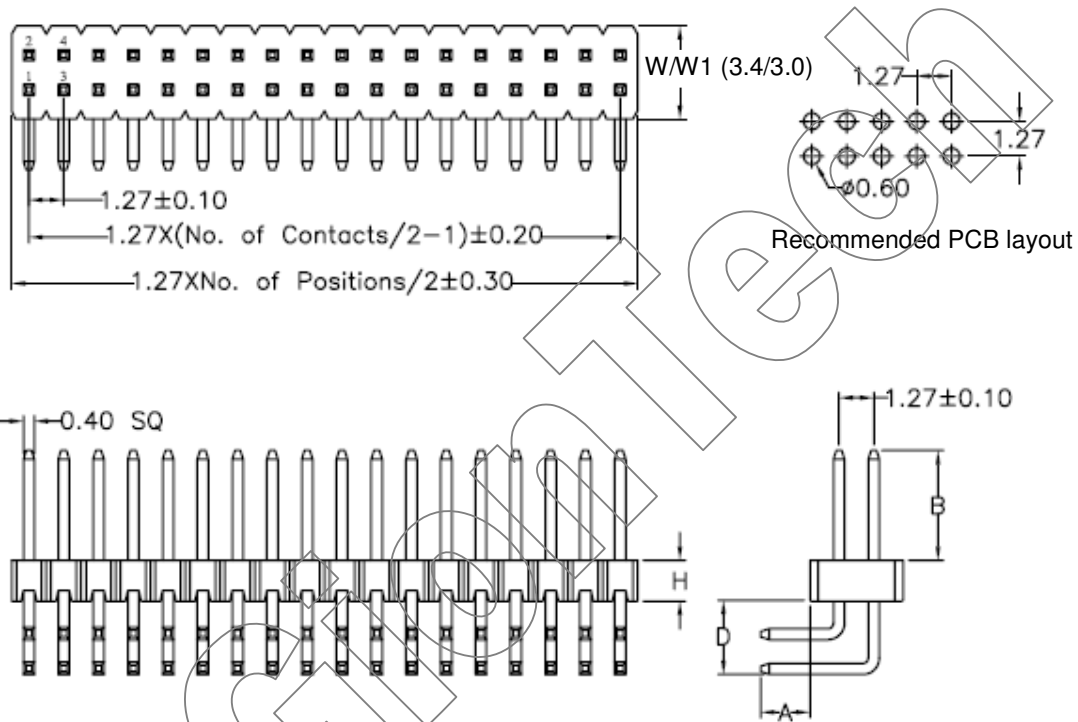 2 4
W/W1 (3.4/3.0)
1 3
1.27±0.10
1.27X(No. of Contacts/2-1)±0.20
1.27XNo. of Positions/2±0.30
1.27
1.27
ø0.60
Recommended PCB layout
0.40 SQ
H
1.27±0.10
B
D
A